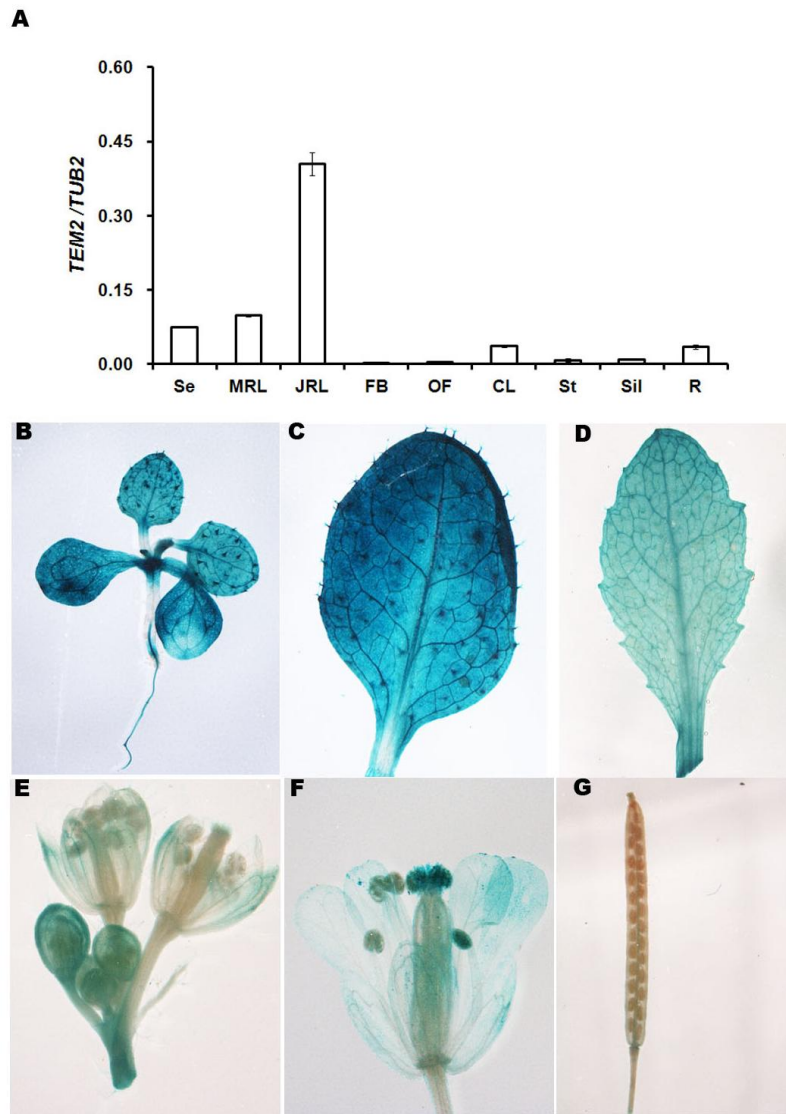 A
0.60
0.45
0.30
0.15
0.00
TEM2 /TUB2
Se MRL JRL FB OF CL St Sil R
B
C
D
E
F
G